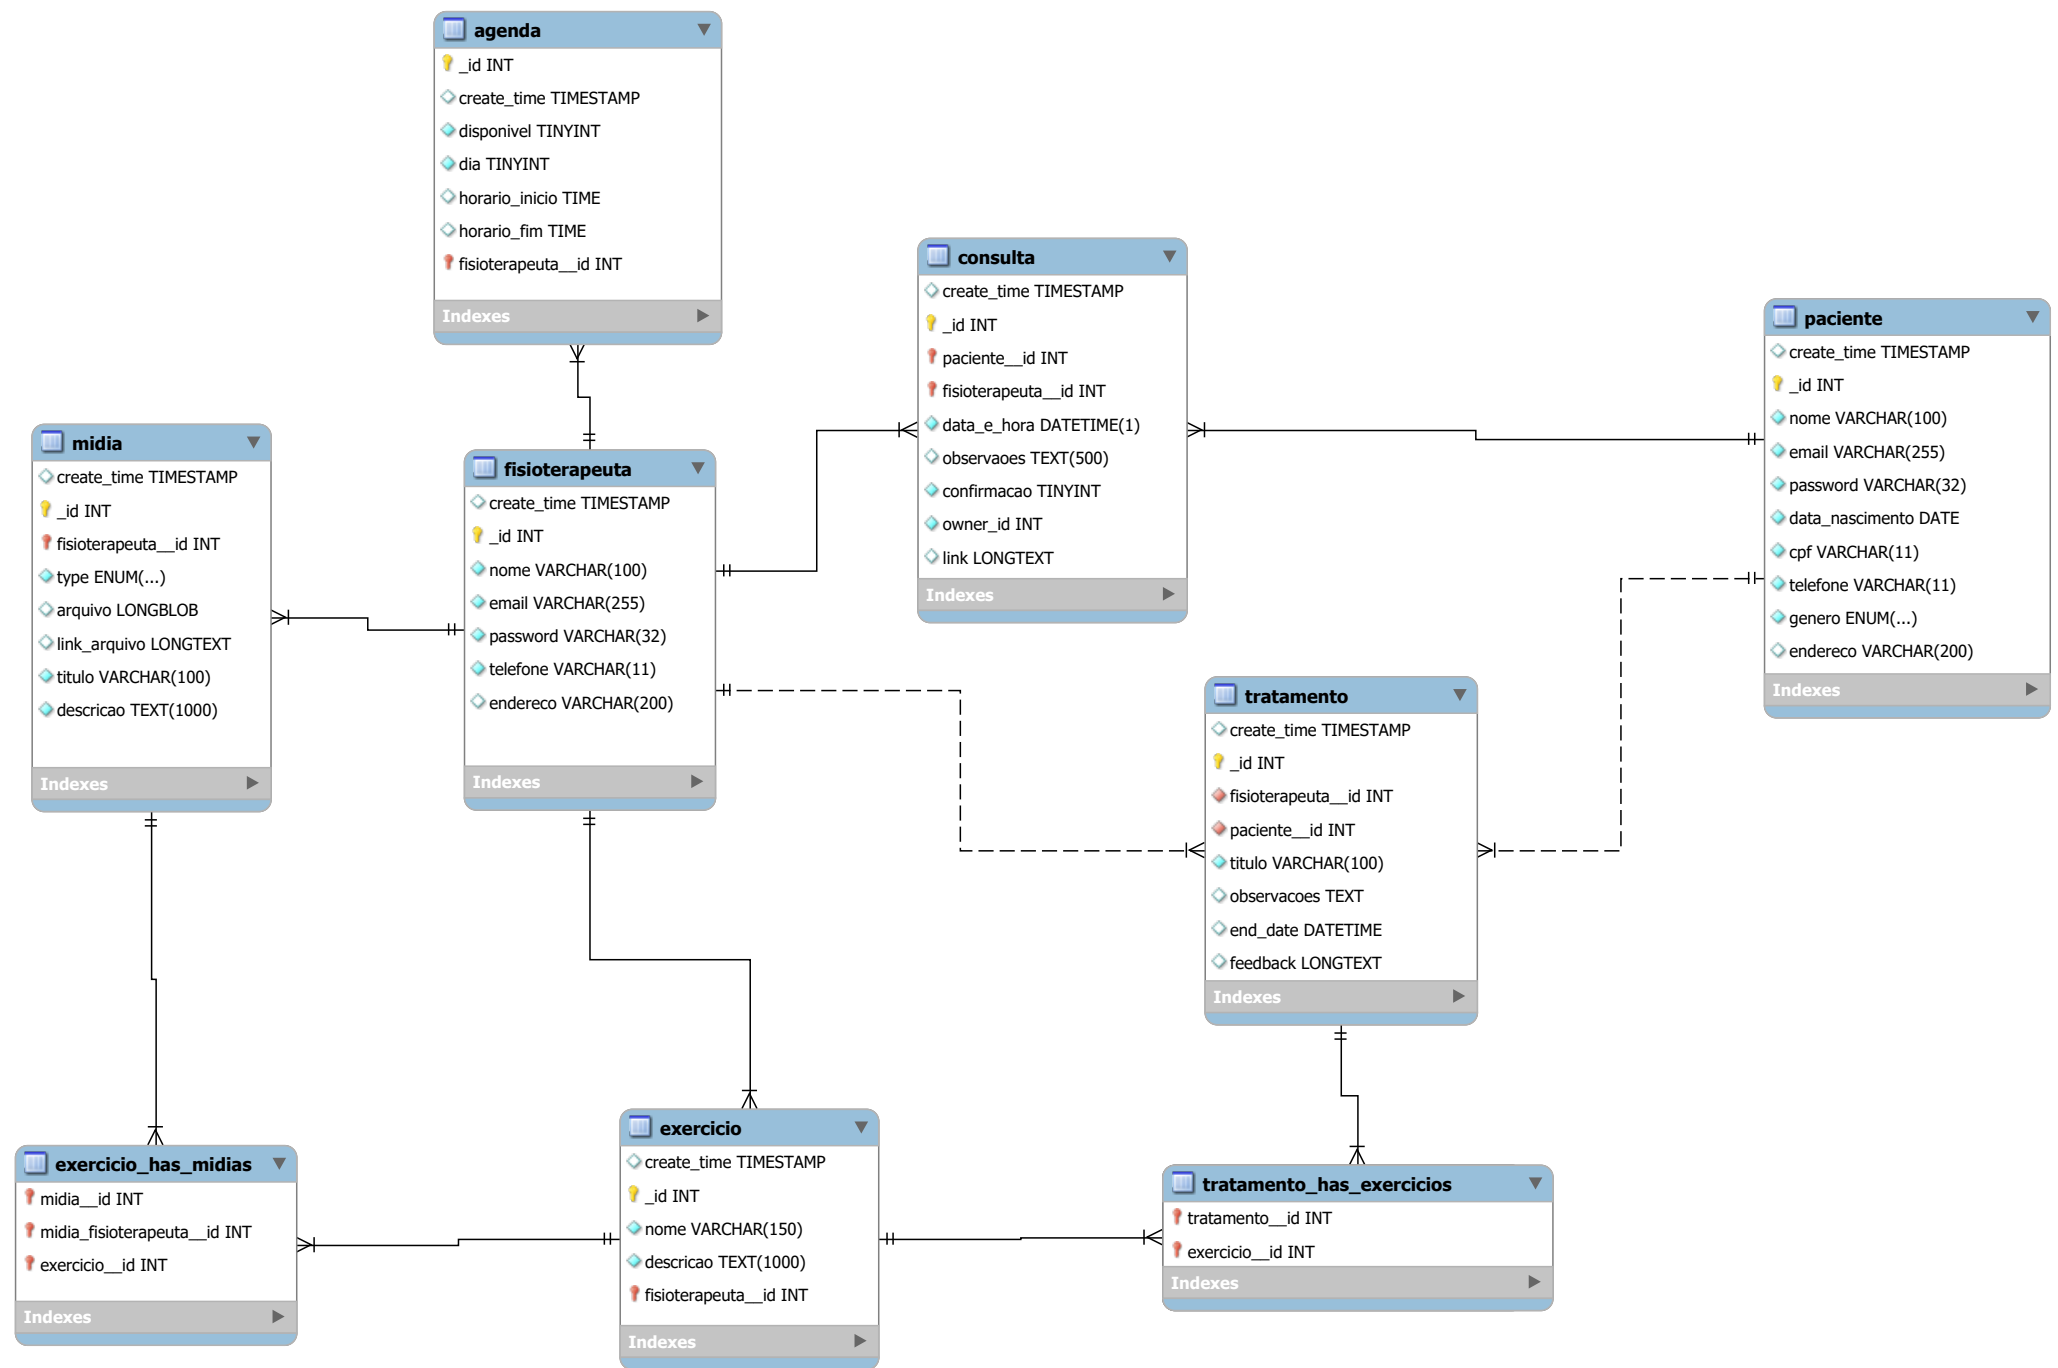 agenda
_id INT
create_time TIMESTAMP
disponivel TINYINT
dia TINYINT
horario_inicio TIME
horario_fim TIME
fisioterapeuta__id INT
Indexes
consulta
create_time TIMESTAMP
_id INT
paciente__id INT
fisioterapeuta__id INT
data_e_hora DATETIME(1)
observaoes TEXT(500)
confirmacao TINYINT
owner_id INT
link LONGTEXT
Indexes
paciente
create_time TIMESTAMP
_id INT
nome VARCHAR(100)
email VARCHAR(255)
password VARCHAR(32)
data_nascimento DATE
cpf VARCHAR(11)
telefone VARCHAR(11)
genero ENUM(...)
endereco VARCHAR(200)
Indexes
midia
create_time TIMESTAMP
_id INT
fisioterapeuta__id INT
type ENUM(...)
arquivo LONGBLOB
link_arquivo LONGTEXT
titulo VARCHAR(100)
descricao TEXT(1000)
Indexes
fisioterapeuta
create_time TIMESTAMP
_id INT
nome VARCHAR(100)
email VARCHAR(255)
password VARCHAR(32)
telefone VARCHAR(11)
endereco VARCHAR(200)
Indexes
tratamento
create_time TIMESTAMP
_id INT
fisioterapeuta__id INT
paciente__id INT
titulo VARCHAR(100)
observacoes TEXT
end_date DATETIME
feedback LONGTEXT
Indexes
exercicio_has_midias
midia__id INT
midia_fisioterapeuta__id INT
exercicio__id INT
Indexes
exercicio
create_time TIMESTAMP
_id INT
nome VARCHAR(150)
descricao TEXT(1000)
fisioterapeuta__id INT
Indexes
tratamento_has_exercicios
tratamento__id INT
exercicio__id INT
Indexes